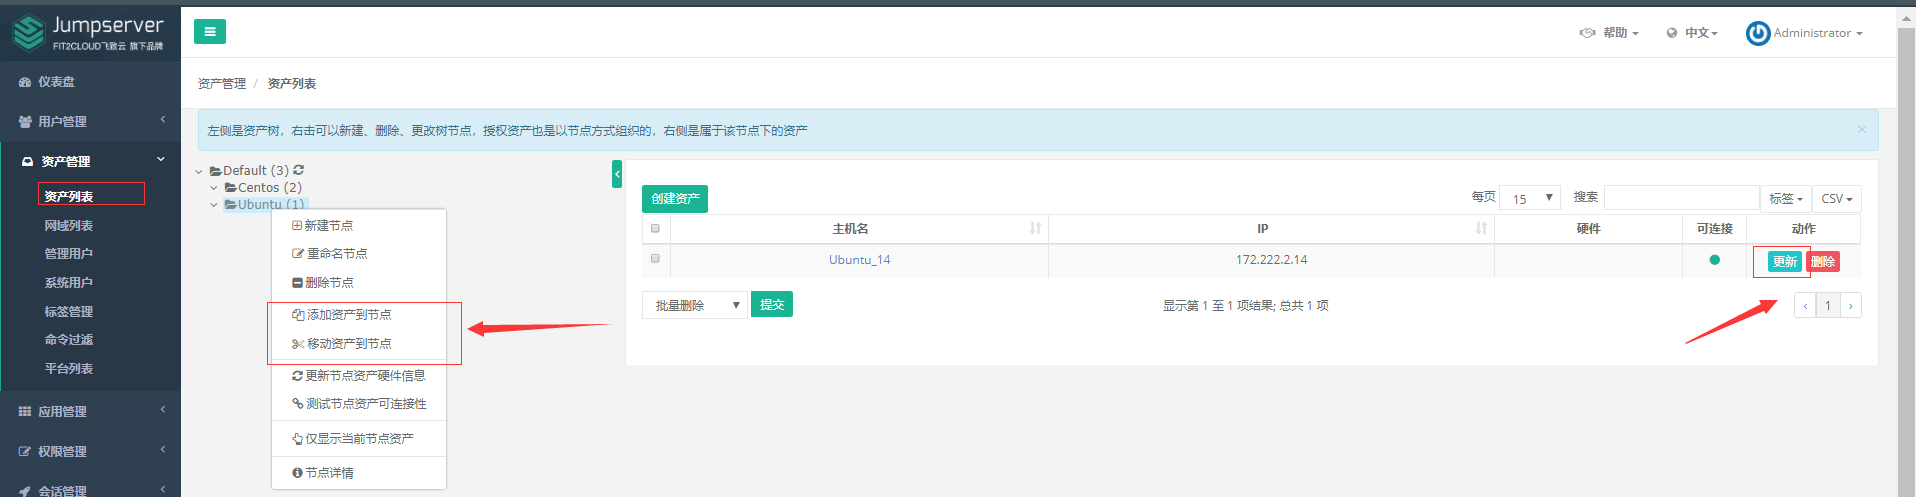 Jumpserver
FIT2CLOUD飞致云 旗下品牌
帮助
中文
Administrator
仪表盘
用户管理
资产管理
资产列表
网域列表
管理用户
系统用户
标签管理
命令过滤
平台列表
应用管理
权限管理
会话管理
资产管理 / 资产列表
左侧是资产树，右击可以新建、删除、更改树节点，授权资产也是以节点方式组织的，右侧是属于该节点下的资产
×
Default (3)
Centos (2)
Ubuntu (1)
新建节点
重命名节点
删除节点
添加资产到节点
移动资产到节点
更新节点资产硬件信息
测试节点资产可连接性
仅显示当前节点资产
节点详情
创建资产
每页 15 搜索 标签 CSV
主机名 IP 硬件 可连接 动作
Ubuntu_14 172.222.2.14 更新 删除
批量删除 提交 显示第 1 至 1 项结果; 总共 1 项 ‹ 1 ›